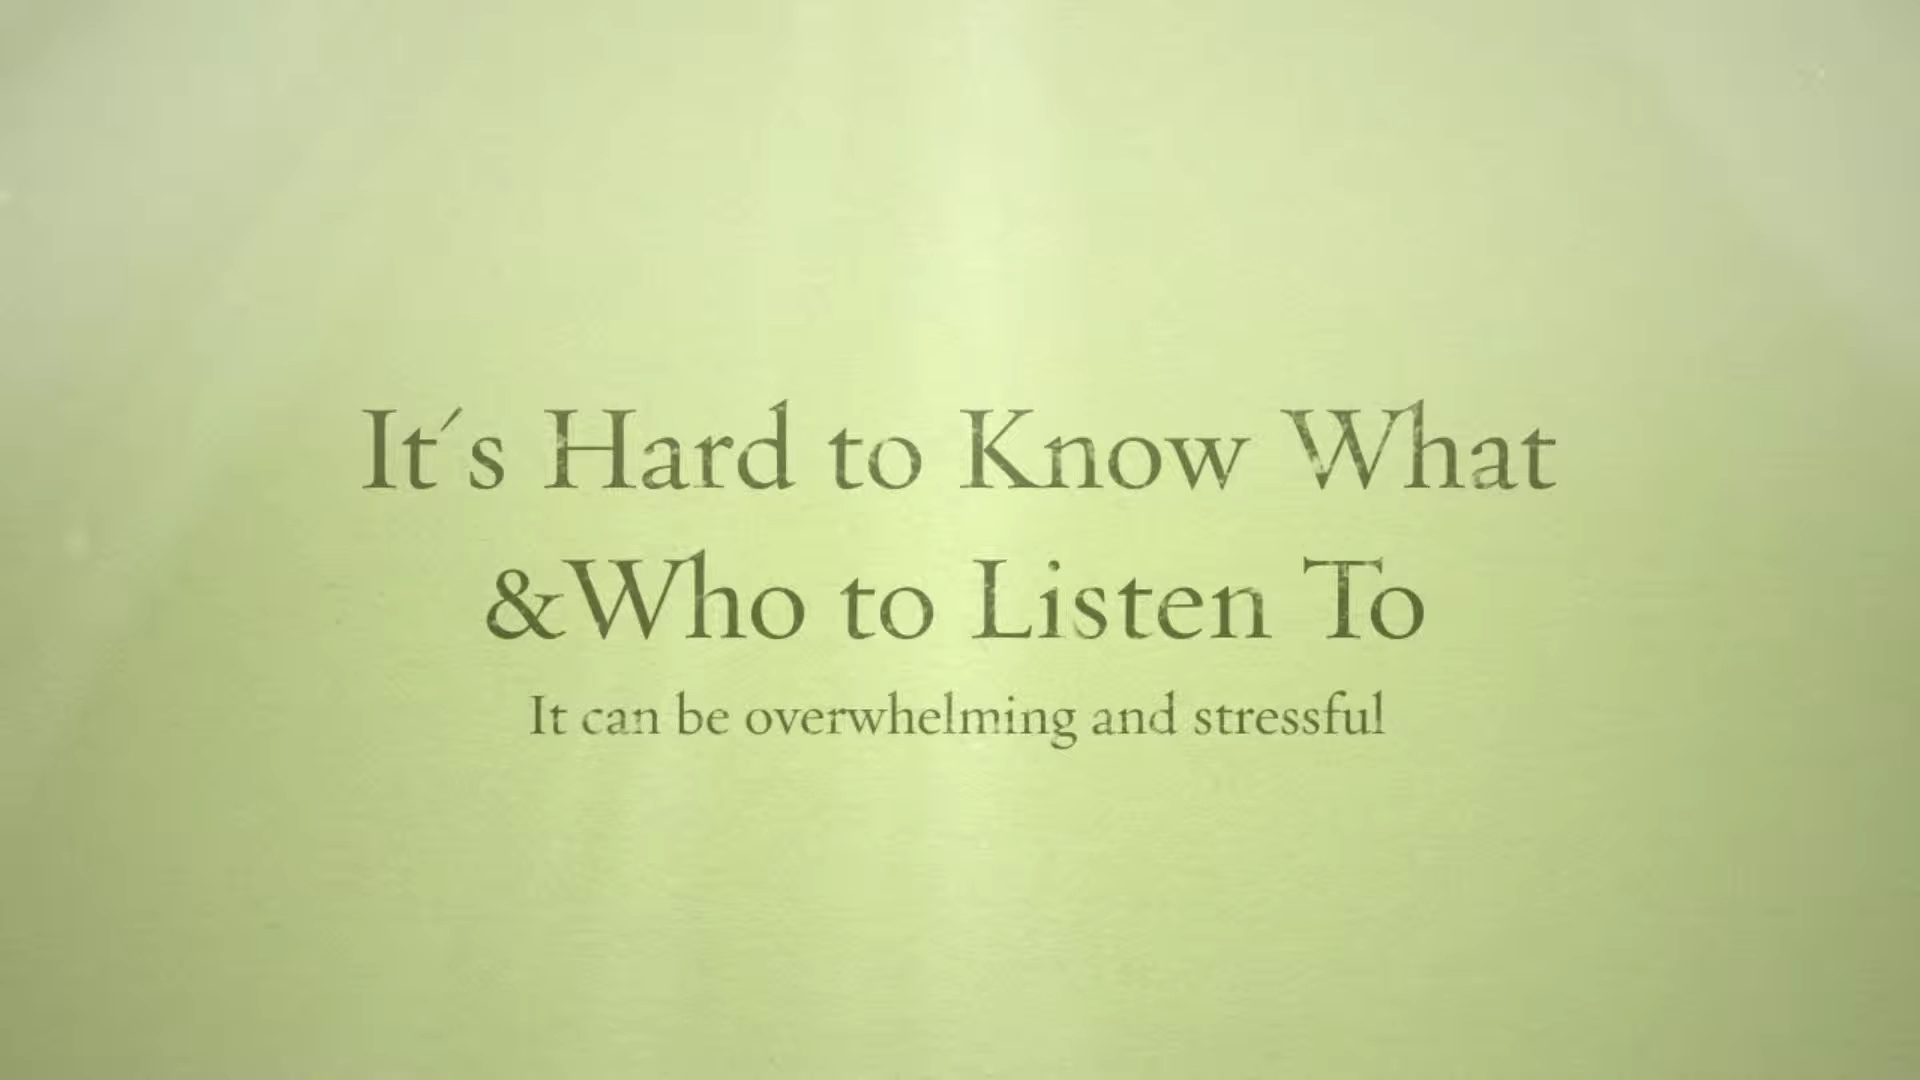 It´s Hard to Know What
&Who to Listen To
It can be overwhelming and stressful